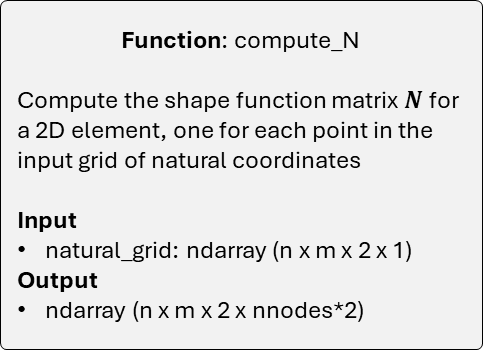 Function: compute_N
Compute the shape function matrix N for
a 2D element, one for each point in the
input grid of natural coordinates
Input
• natural_grid: ndarray (n x m x 2 x 1)
Output
• ndarray (n x m x 2 x nnodes*2)